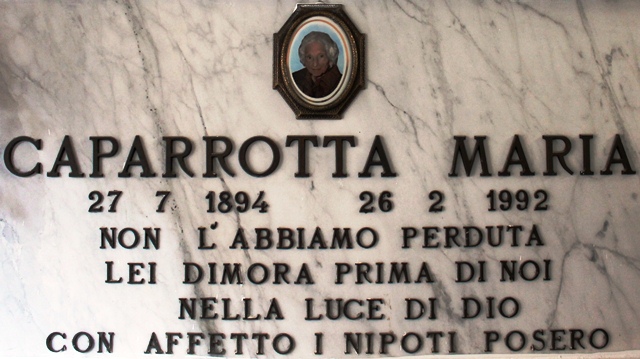 CAPARROTTA MARIA
27 7 1894 26 2 1992
NON L'ABBIAMO PERDUTA
LEI DIMORA PRIMA DI NOI
NELLA LUCE DI DIO
CON AFFETTO I NIPOTI POSERO